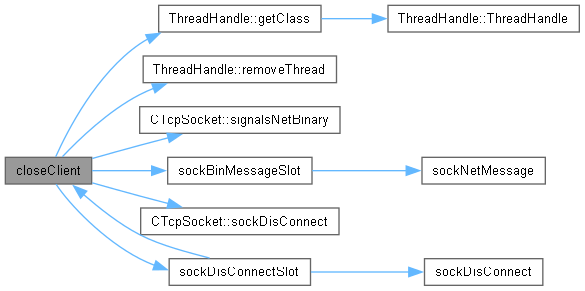 ThreadHandle::getClass
ThreadHandle::ThreadHandle
ThreadHandle::removeThread
CTcpSocket::signalsNetBinary
closeClient
sockBinMessageSlot
sockNetMessage
CTcpSocket::sockDisConnect
sockDisConnectSlot
sockDisConnect